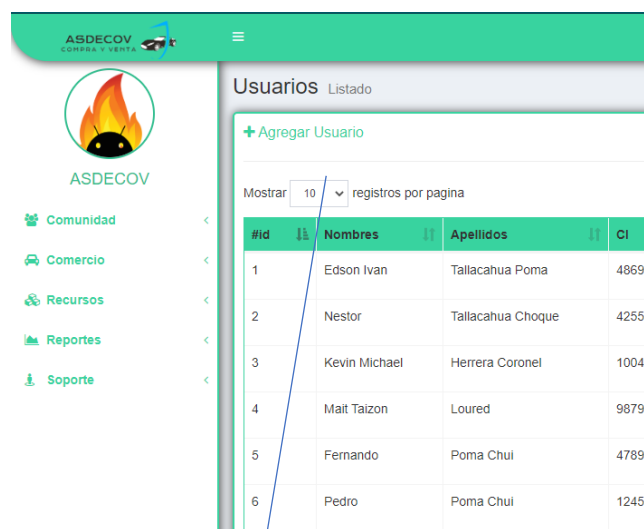 ASDECOV
COMPRA Y VENTA
Usuarios Listado
Agregar Usuario
ASDECOV
Mostrar 10 registros por pagina
Comunidad
Comercio
Recursos
Reportes
Soporte
#id Nombres Apellidos CI
1 Edson Ivan Tallacahua Poma 4869
2 Nestor Tallacahua Choque 4255
3 Kevin Michael Herrera Coronel 1004
4 Mait Taizon Loured 9879
5 Fernando Poma Chui 4789
6 Pedro Poma Chui 1245